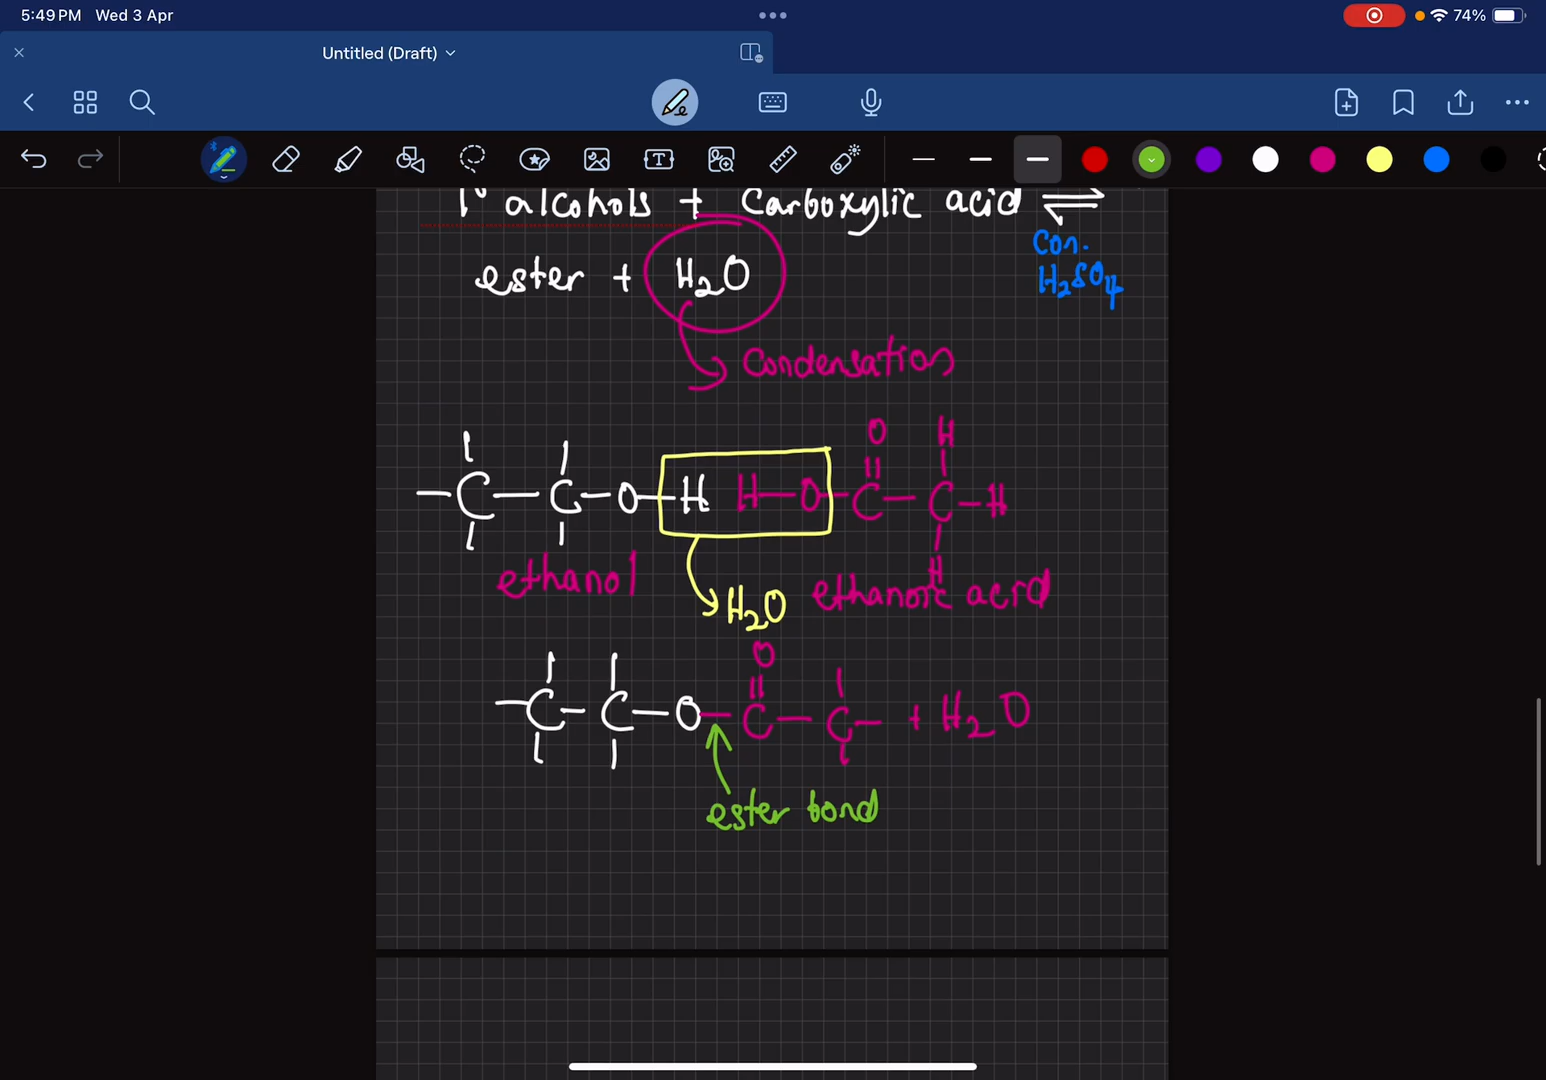 5:49 PM Wed 3 Apr
74%
Untitled (Draft)
1° alcohols + Carboxylic acid ⇌
Con.
H₂SO₄
ester + H₂O
Condensation
O H
– C – C – O – H H – O – C – C – H
H
ethanol
ethanoic acid
H₂O
O
– C – C – O – C – C – + H₂O
ester bond